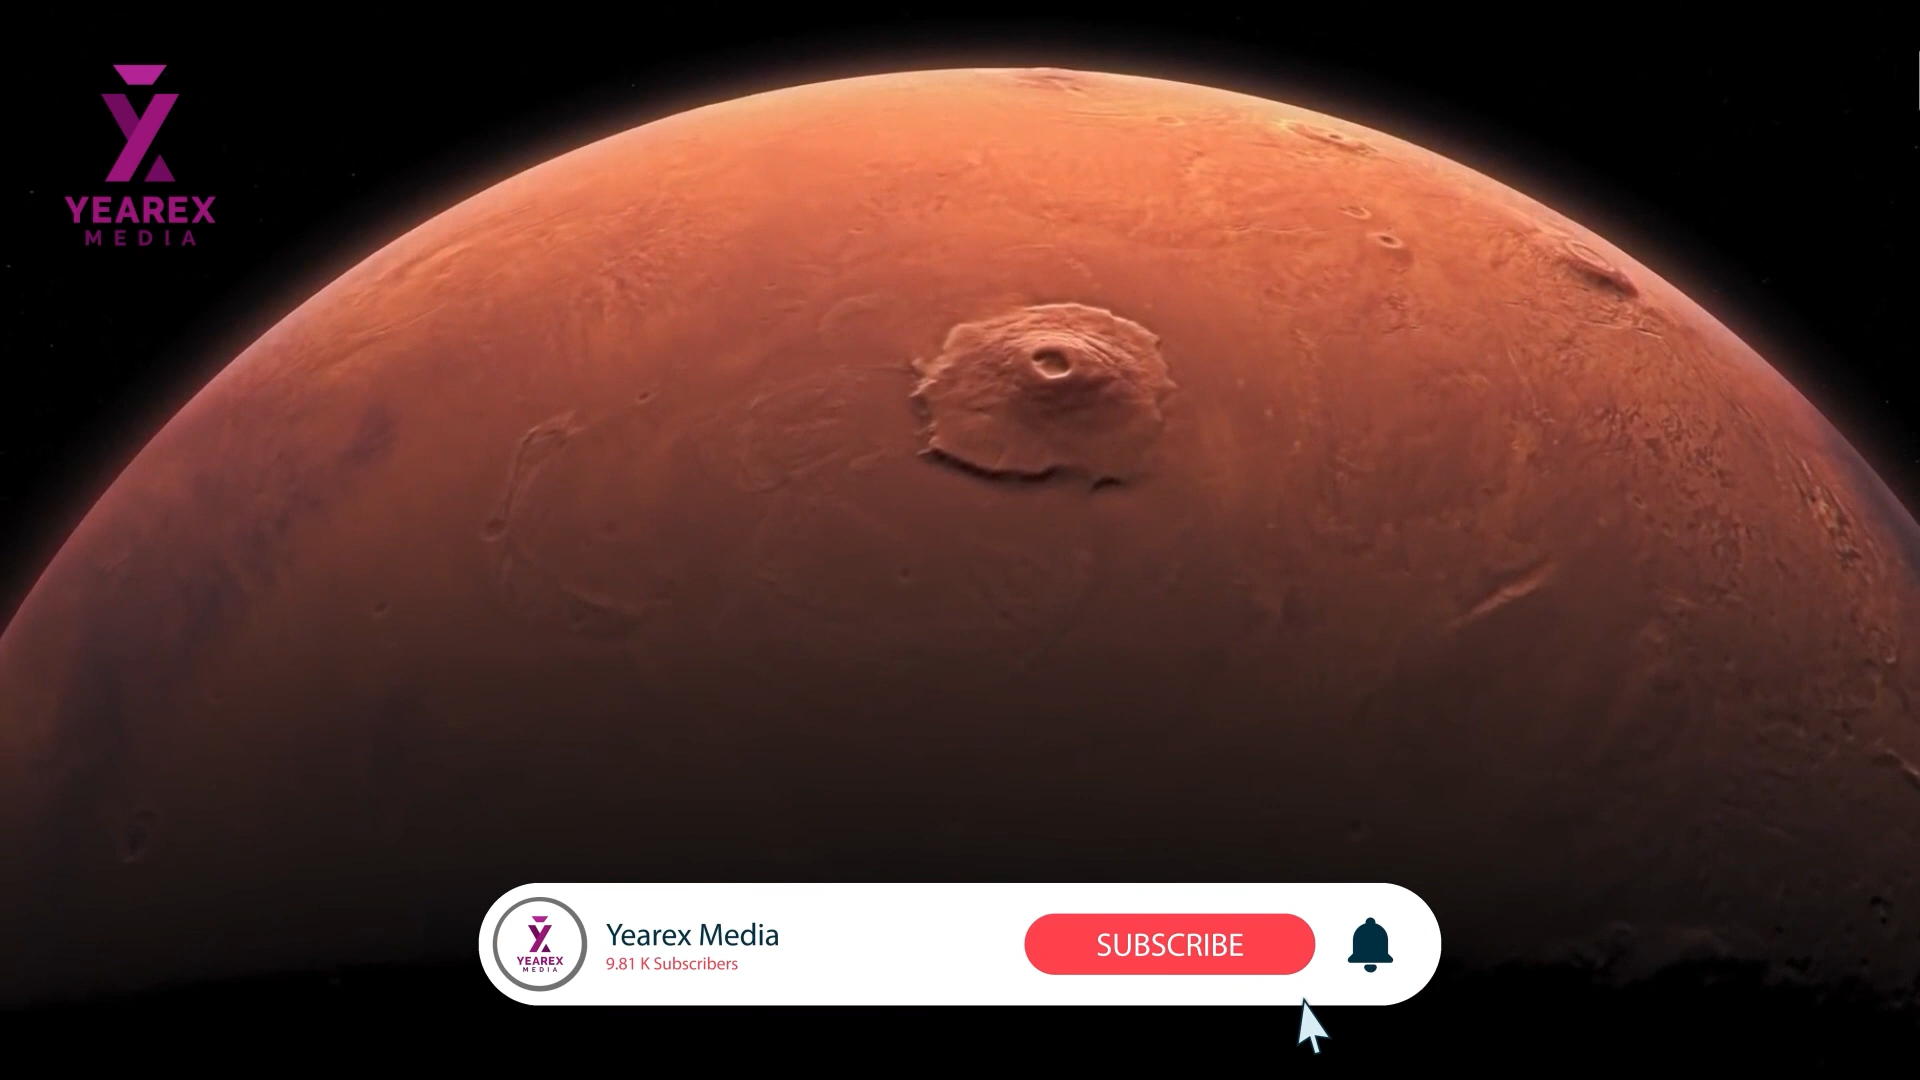 YEAREX
MEDIA
YEAREX
MEDIA
Yearex Media
9.81 K Subscribers
SUBSCRIBE